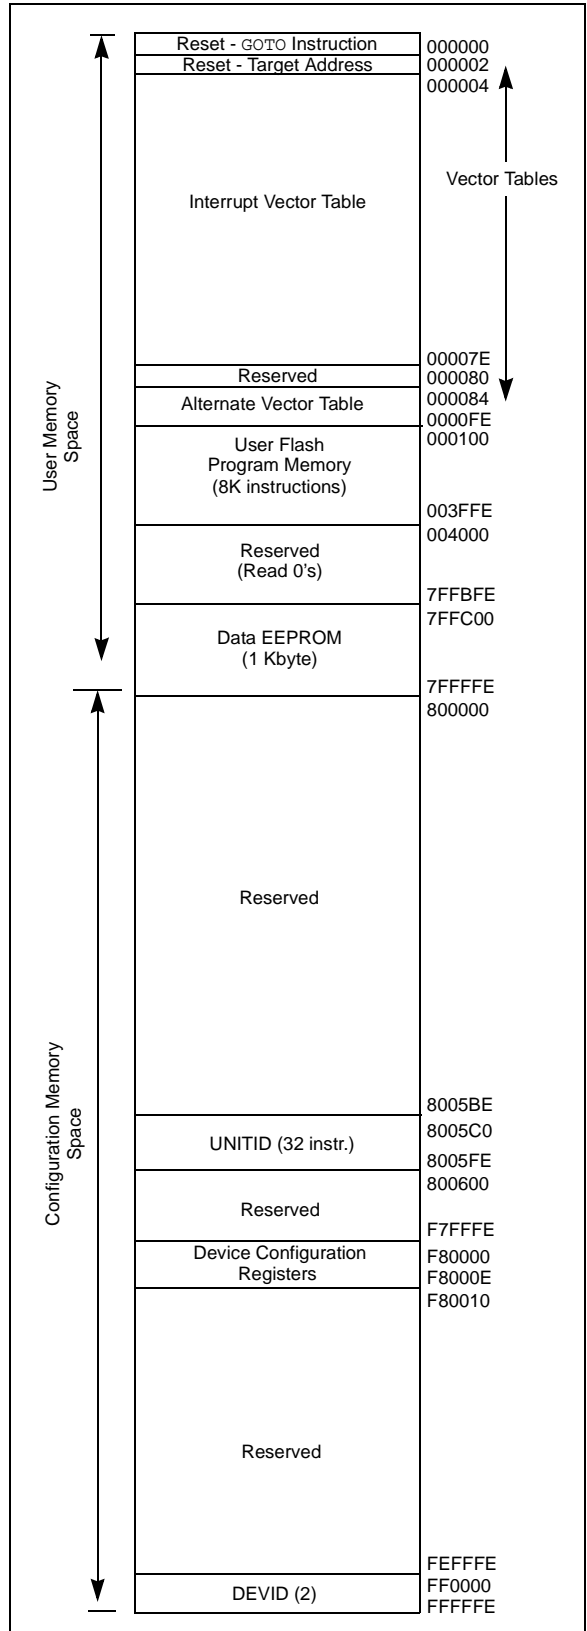 Reset - GOTO Instruction 000000
Reset - Target Address 000002
000004
Vector Tables
Interrupt Vector Table
00007E
Reserved 000080
Alternate Vector Table 000084
0000FE
User Flash 000100
Program Memory
(8K instructions)
003FFE
004000
Reserved
(Read 0's)
7FFBFE
7FFC00
Data EEPROM
(1 Kbyte)
7FFFFE
User Memory
Space
800000
Reserved
8005BE
8005C0
UNITID (32 instr.)
8005FE
800600
Reserved
F7FFFE
Device Configuration F80000
Registers F8000E
F80010
Reserved
FEFFFE
FF0000
DEVID (2)
FFFFFE
Configuration Memory
Space